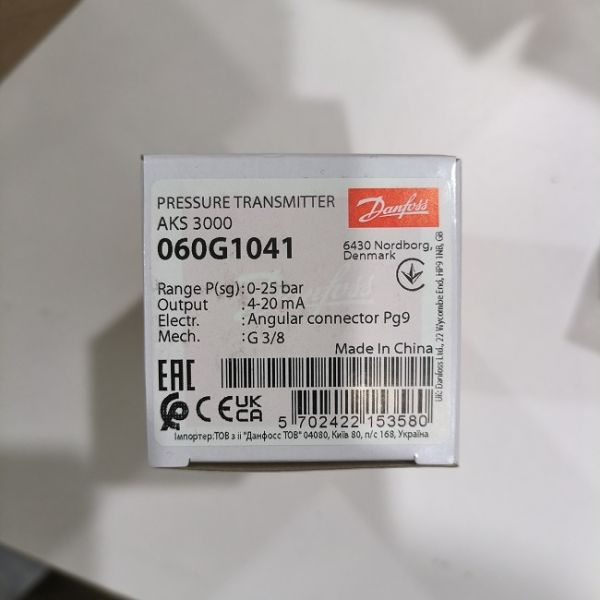 PRESSURE TRANSMITTER
AKS 3000
060G1041
Danfoss
6430 Nordborg,
Denmark
Range P(sg): 0-25 bar
Output : 4-20 mA
Electr. : Angular connector Pg9
Mech. : G 3/8
Made In China
UK: Danfoss Ltd., 22 Wycombe End, HP9 1NB, GB
EAC
CE UK CA
5 702422 153580
Імпортер:ТОВ з іі "Данфосс ТОВ" 04080, Київ 80, п/с 168, Україна